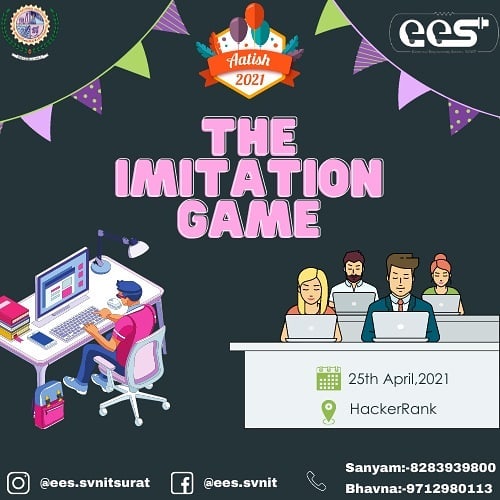 Aatish
2021
ees
THE
IMITATION
GAME
25th April,2021
HackerRank
@ees.svnitsurat
@ees.svnit
Sanyam:-8283939800
Bhavna:-9712980113